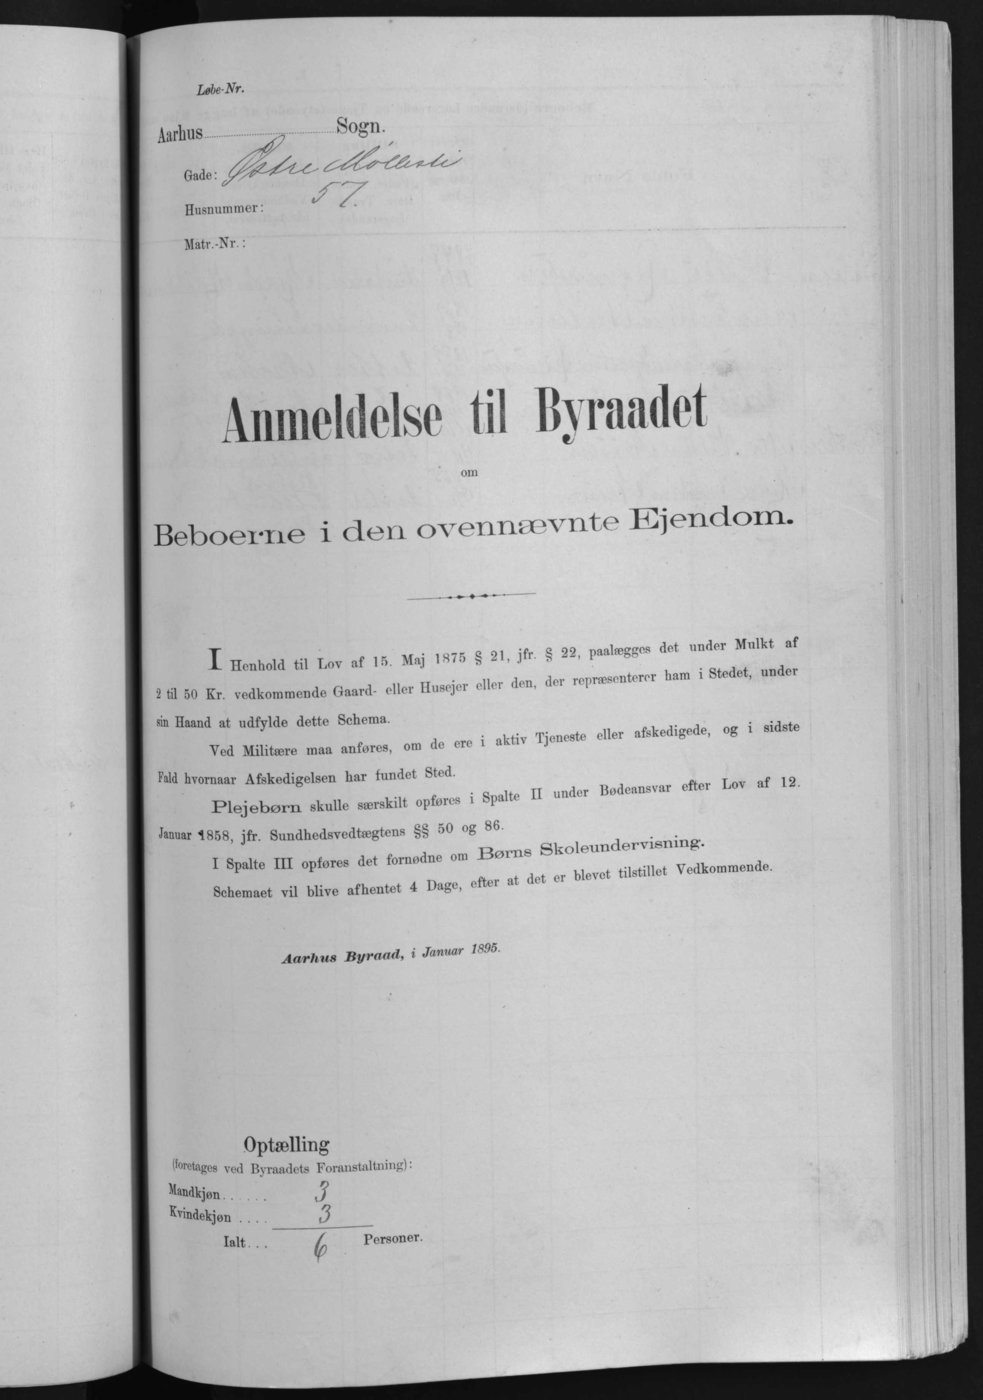 Løbe-Nr.
Aarhus Sogn.
Gade: Østre Møllesti
Husnummer: 57.
Matr.-Nr.:
Anmeldelse til Byraadet
om
Beboerne i den ovennævnte Ejendom.
I Henhold til Lov af 15. Maj 1875 § 21, jfr. § 22, paalægges det under Mulkt af
2 til 50 Kr. vedkommende Gaard- eller Husejer eller den, der repræsenterer ham i Stedet, under
sin Haand at udfylde dette Schema.
Ved Militære maa anføres, om de ere i aktiv Tjeneste eller afskedigede, og i sidste
Fald hvornaar Afskedigelsen har fundet Sted.
Plejebørn skulle særskilt opføres i Spalte II under Bødeansvar efter Lov af 12.
Januar 1858, jfr. Sundhedsvedtægtens §§ 50 og 86.
I Spalte III opføres det fornødne om Børns Skoleundervisning.
Schemaet vil blive afhentet 4 Dage, efter at det er blevet tilstillet Vedkommende.
Aarhus Byraad, i Januar 1895.
Optælling
(foretages ved Byraadets Foranstaltning):
Mandkjøn...... 3
Kvindekjøn .... 3
Ialt... 6 Personer.